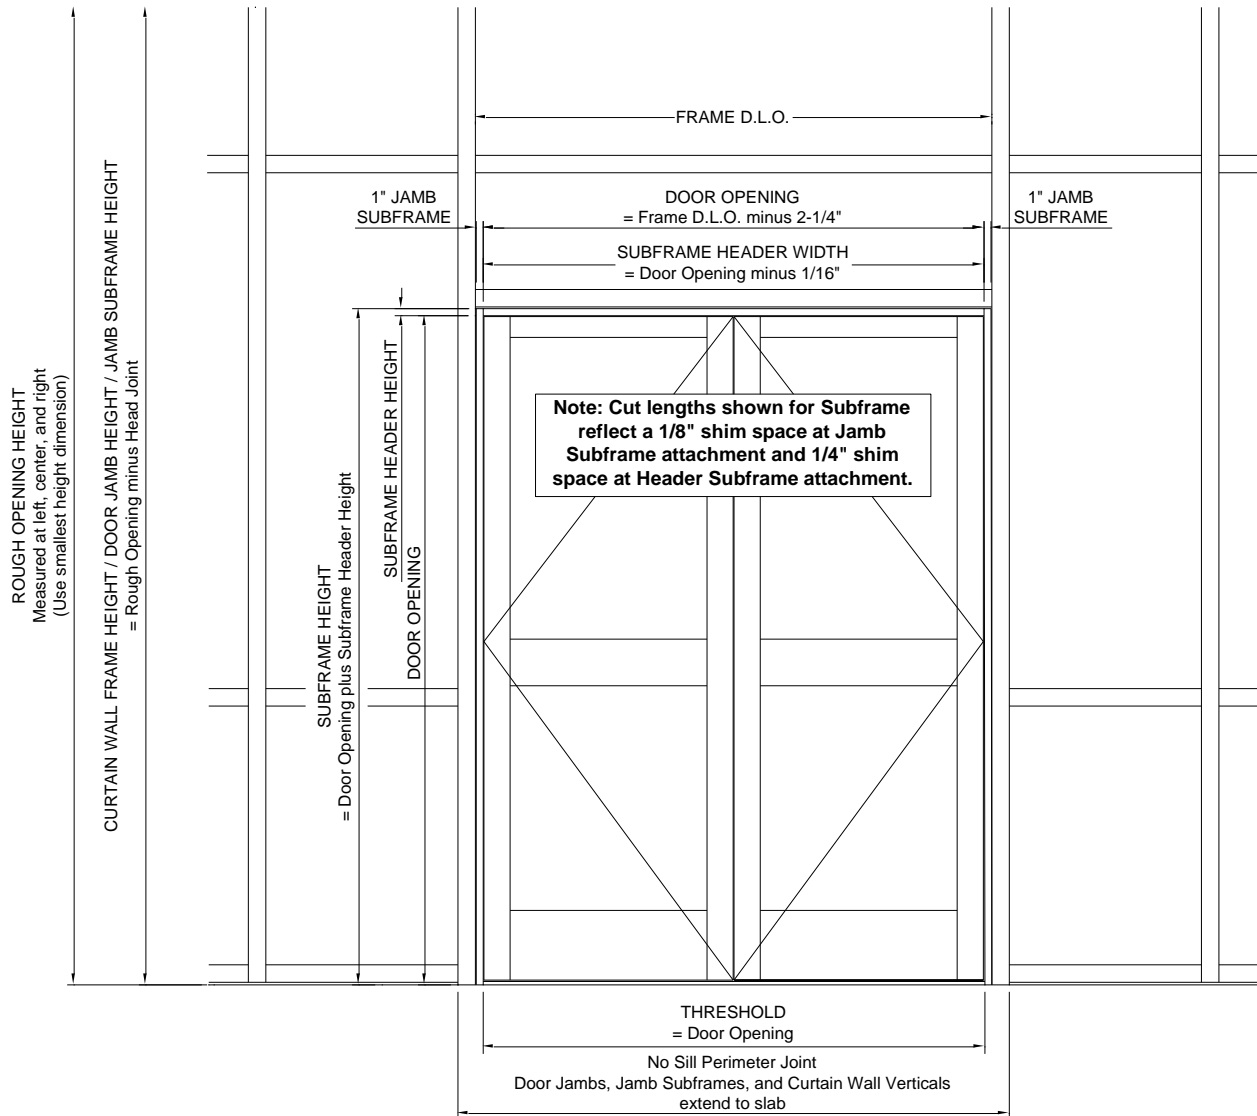 FRAME D.L.O.
1" JAMB
SUBFRAME
DOOR OPENING
= Frame D.L.O. minus 2-1/4"
1" JAMB
SUBFRAME
SUBFRAME HEADER WIDTH
= Door Opening minus 1/16"
ROUGH OPENING HEIGHT
Measured at left, center, and right
(Use smallest height dimension)
CURTAIN WALL FRAME HEIGHT / DOOR JAMB HEIGHT / JAMB SUBFRAME HEIGHT
= Rough Opening minus Head Joint
SUBFRAME HEIGHT
= Door Opening plus Subframe Header Height
SUBFRAME HEADER HEIGHT
DOOR OPENING
Note: Cut lengths shown for Subframe
reflect a 1/8" shim space at Jamb
Subframe attachment and 1/4" shim
space at Header Subframe attachment.
THRESHOLD
= Door Opening
No Sill Perimeter Joint
Door Jambs, Jamb Subframes, and Curtain Wall Verticals
extend to slab